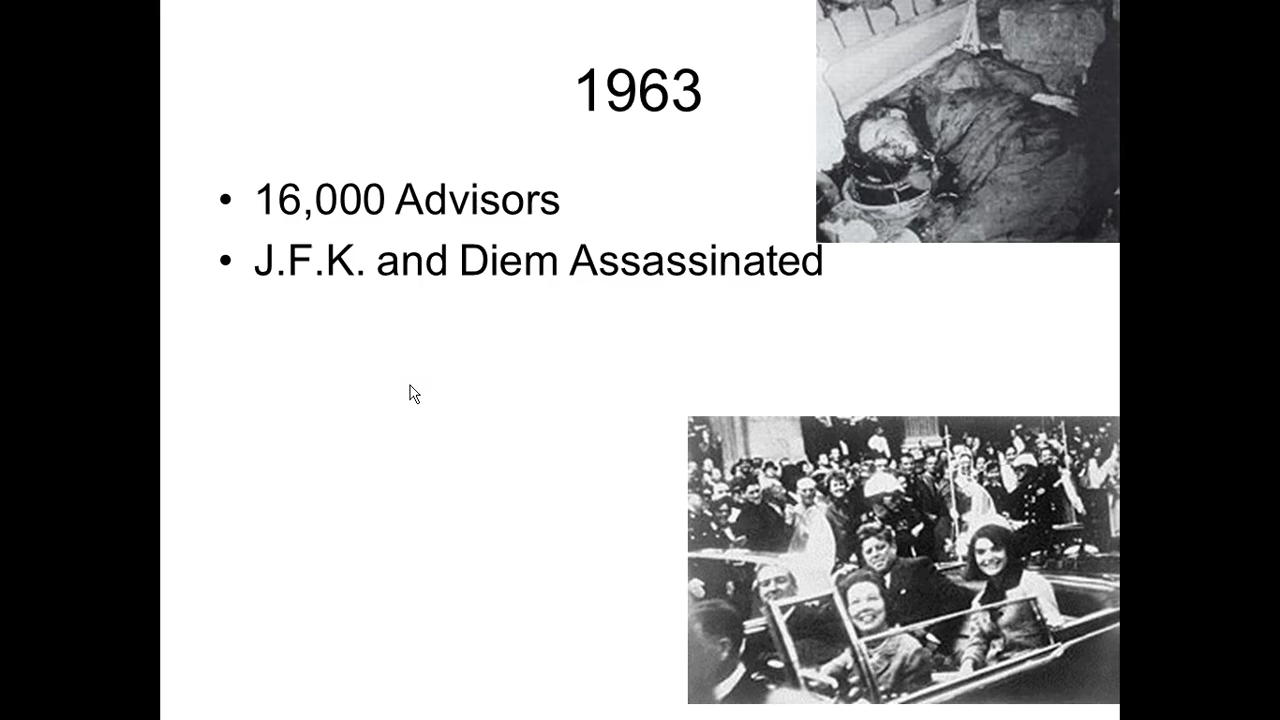 1963
• 16,000 Advisors
• J.F.K. and Diem Assassinated